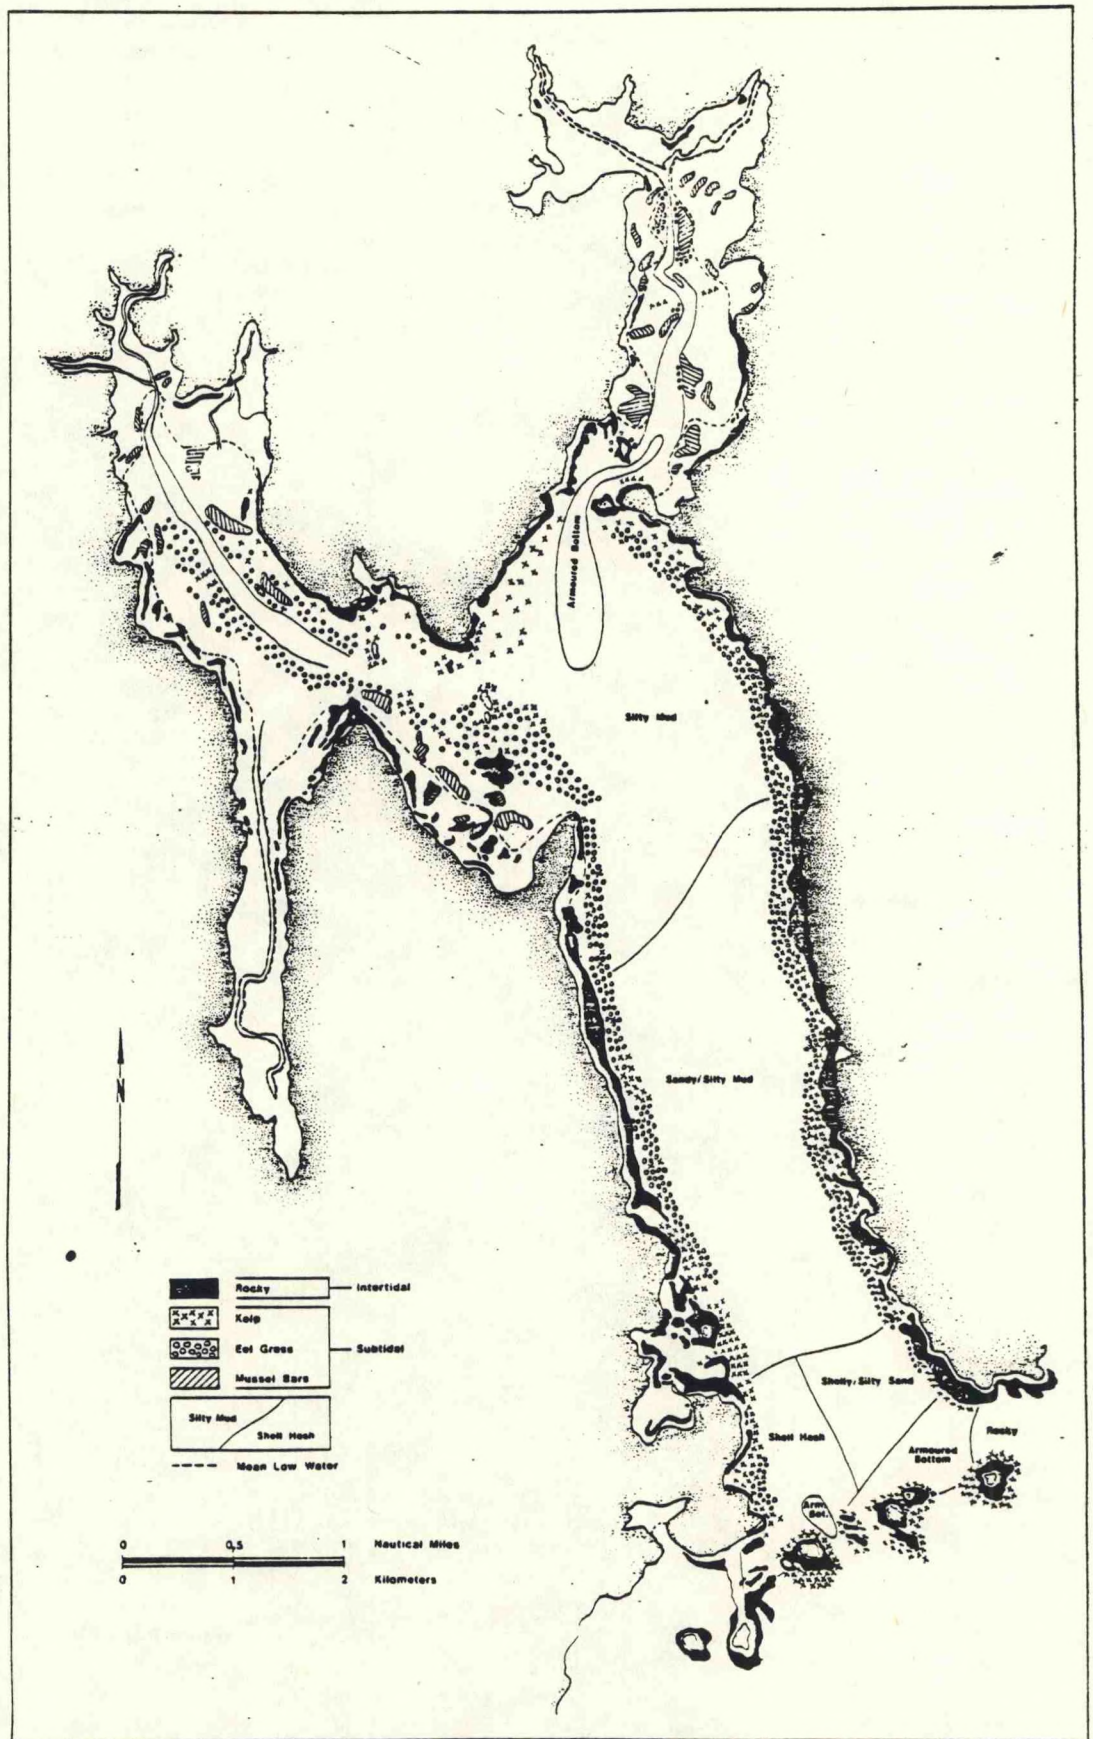 Armoured Bottom
Silty Mud
Sandy/Silty Mud
Shelly/Silty Sand
Shell Hash
Rocky
Armoured
Bottom
Arm.
Bot.
N
Rocky
Intertidal
Kelp
Eel Grass
Subtidal
Mussel Bars
Silty Mud
Shell Hash
Mean Low Water
0 0,5 1 Nautical Miles
0 1 2 Kilometers